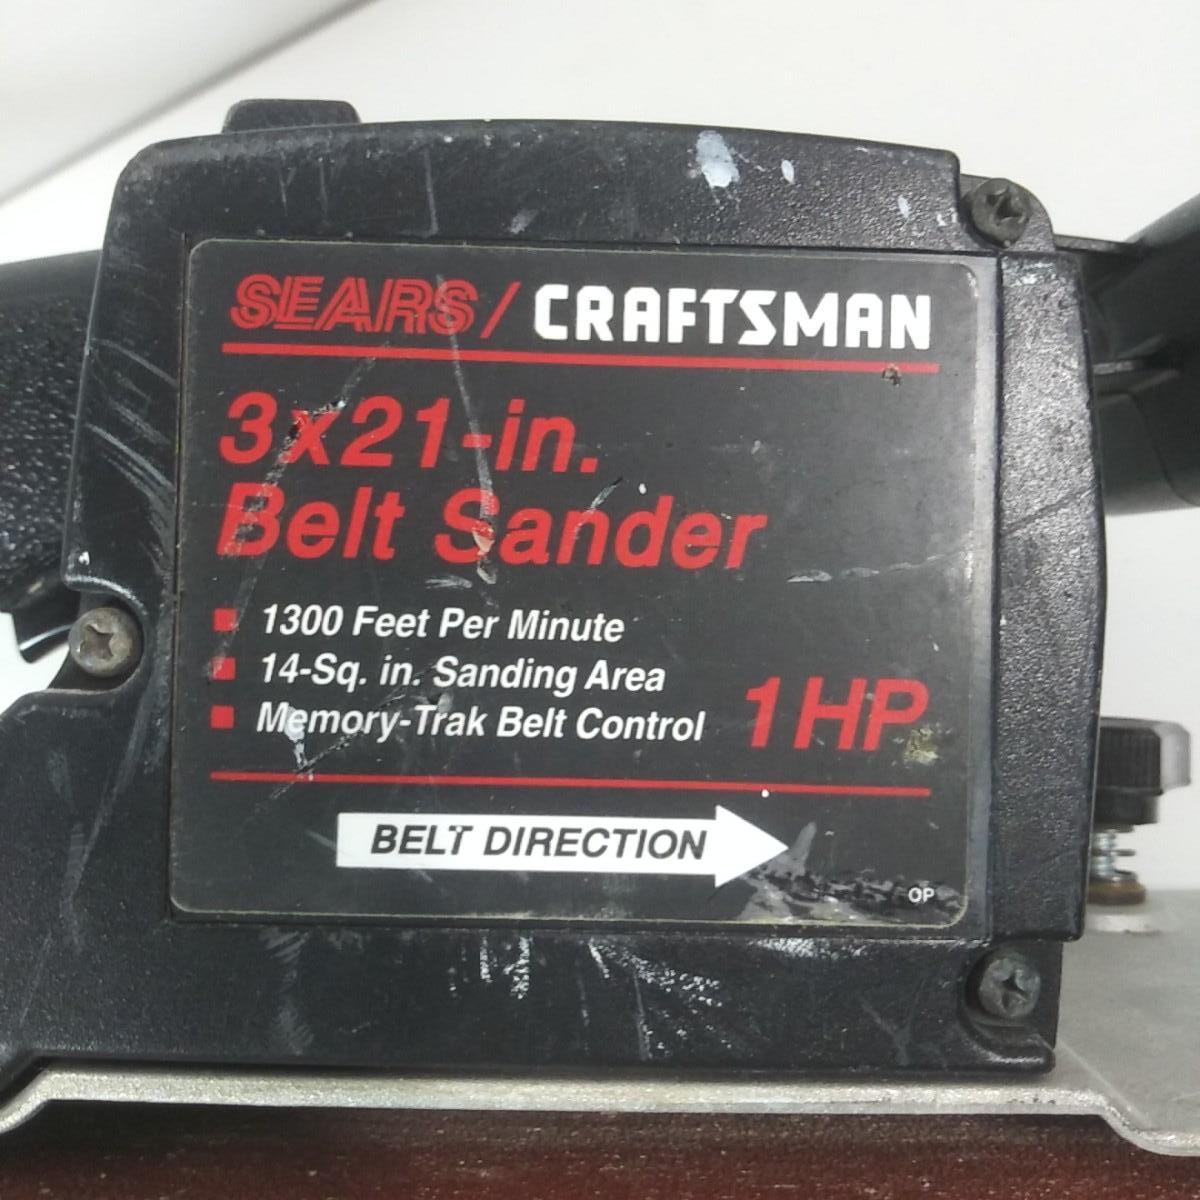 SEARS / CRAFTSMAN
3x21-in.
Belt Sander
1300 Feet Per Minute
14-Sq. in. Sanding Area
Memory-Trak Belt Control
1 HP
BELT DIRECTION
OP